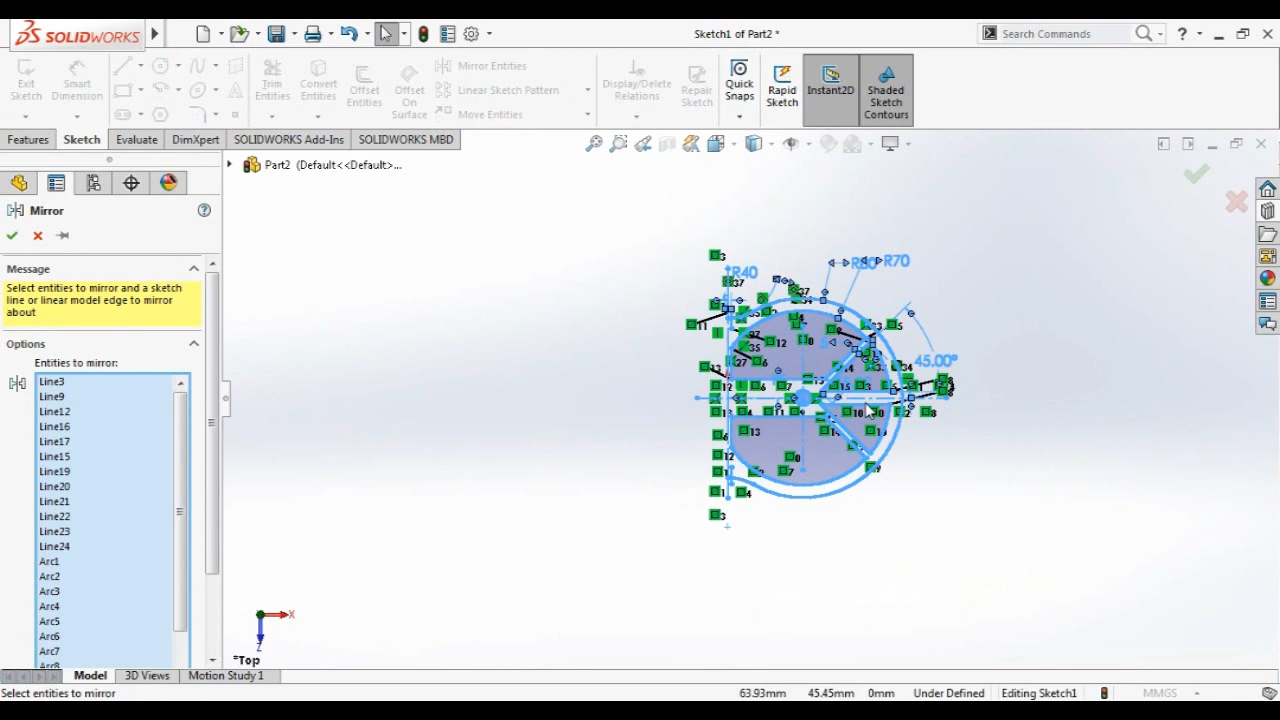 SOLIDWORKS
Sketch1 of Part2 *
Search Commands
Exit Sketch
Smart Dimension
Trim Entities
Convert Entities
Offset Entities
Offset On Surface
Mirror Entities
Linear Sketch Pattern
Move Entities
Display/Delete Relations
Repair Sketch
Quick Snaps
Rapid Sketch
Instant2D
Shaded Sketch Contours
Features Sketch Evaluate DimXpert SOLIDWORKS Add-Ins SOLIDWORKS MBD
Part2 (Default<<Default>...
Mirror
Message
Select entities to mirror and a sketch
line or linear model edge to mirror
about
Options
Entities to mirror:
Line3
Line9
Line12
Line16
Line17
Line15
Line19
Line20
Line21
Line22
Line23
Line24
Arc1
Arc2
Arc3
Arc4
Arc5
Arc6
Arc7
Arc8
R40
R70
45.00°
X
Z
*Top
Model 3D Views Motion Study 1
Select entities to mirror
63.93mm 45.45mm 0mm Under Defined Editing Sketch1 MMGS